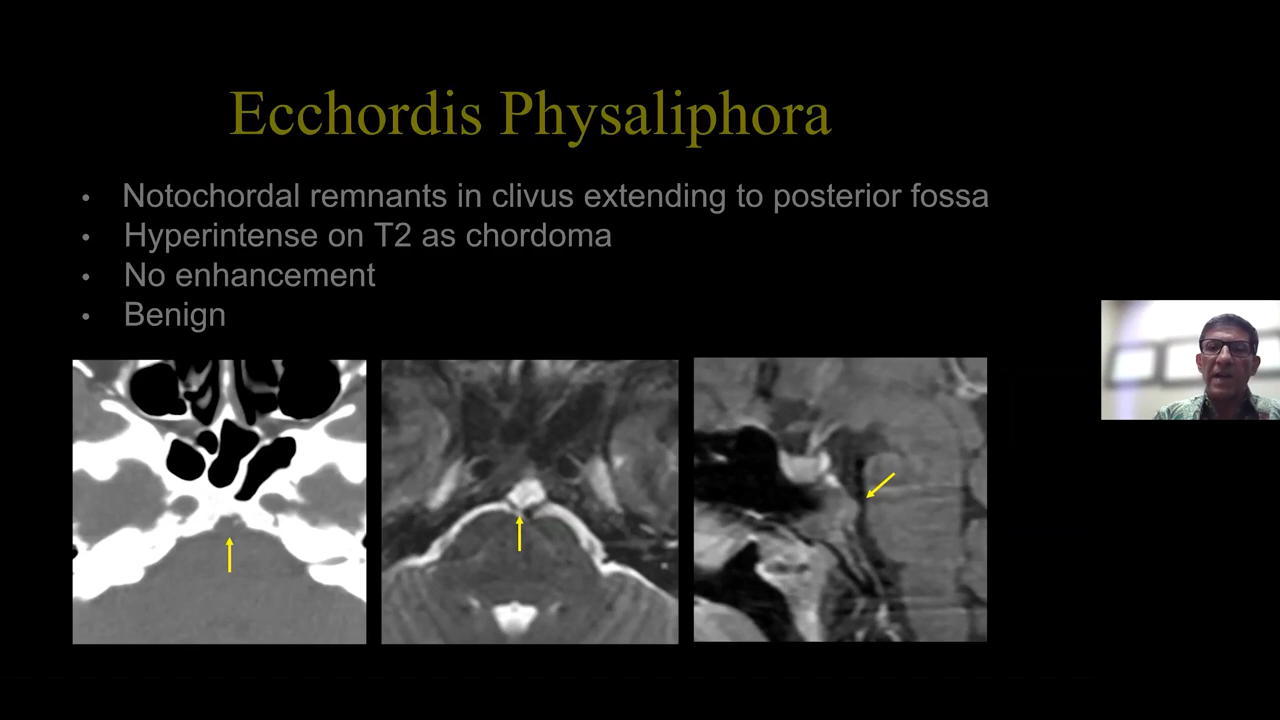 Ecchordis Physaliphora
• Notochordal remnants in clivus extending to posterior fossa
• Hyperintense on T2 as chordoma
• No enhancement
• Benign